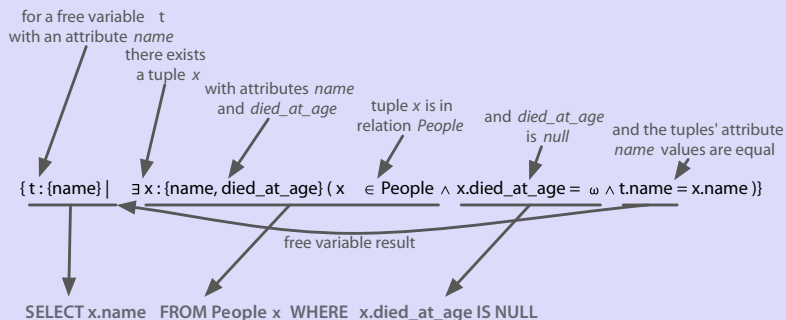 for a free variable t
with an attribute name
there exists
a tuple x
with attributes name
and died_at_age
tuple x is in
relation People
and died_at_age
is null
and the tuples' attribute
name values are equal
{ t : {name} | ∃ x : {name, died_at_age} ( x ∈ People ∧ x.died_at_age = ω ∧ t.name = x.name )}
free variable result
SELECT x.name FROM People x WHERE x.died_at_age IS NULL